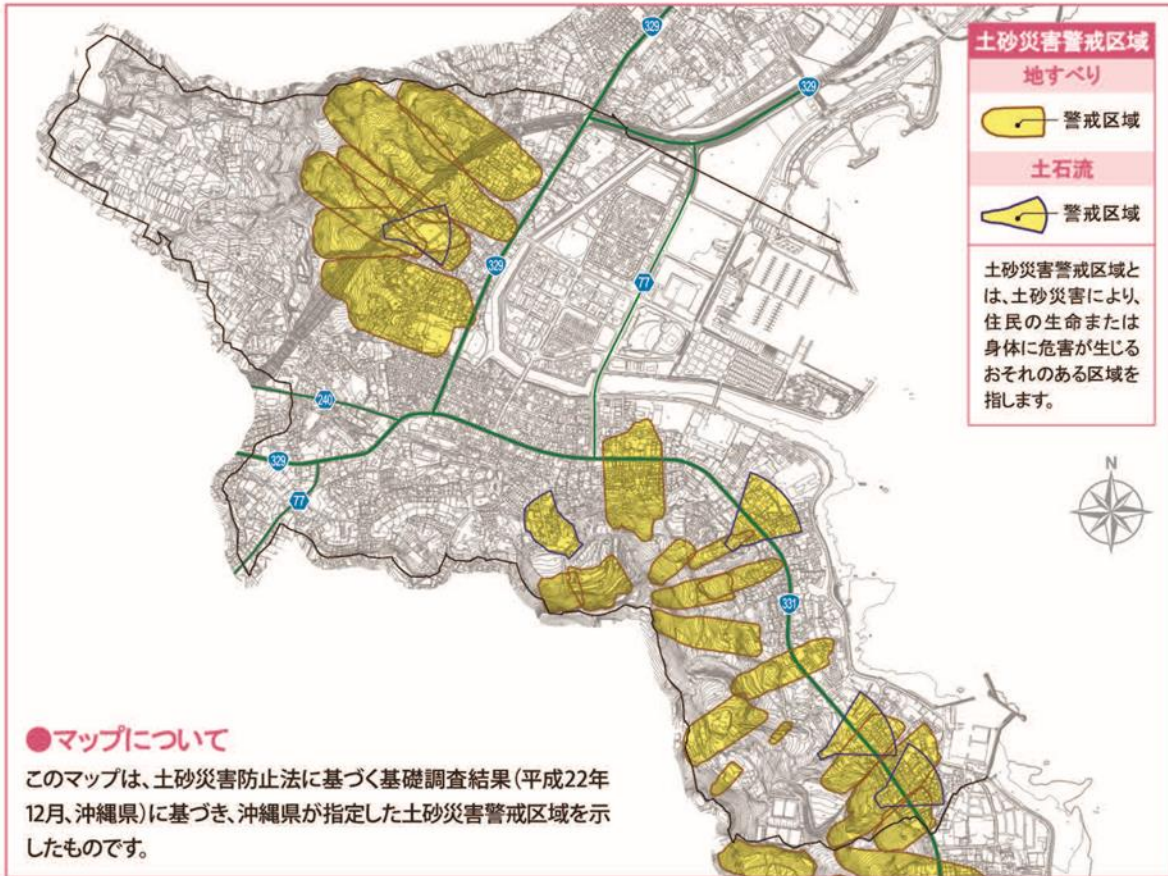 329
329
土砂災害警戒区域
地すべり
警戒区域
土石流
警戒区域
土砂災害警戒区域と
は、土砂災害により、
住民の生命または
身体に危害が生じる
おそれのある区域を
指します。
329
77
240
329
77
N
331
●マップについて
このマップは、土砂災害防止法に基づく基礎調査結果(平成22年
12月、沖縄県)に基づき、沖縄県が指定した土砂災害警戒区域を示
したものです。